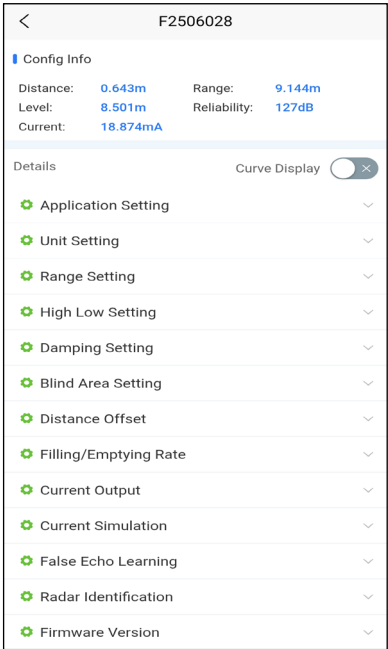 F2506028
Config Info
Distance: 0.643m Range: 9.144m
Level: 8.501m Reliability: 127dB
Current: 18.874mA
Details Curve Display
Application Setting
Unit Setting
Range Setting
High Low Setting
Damping Setting
Blind Area Setting
Distance Offset
Filling/Emptying Rate
Current Output
Current Simulation
False Echo Learning
Radar Identification
Firmware Version